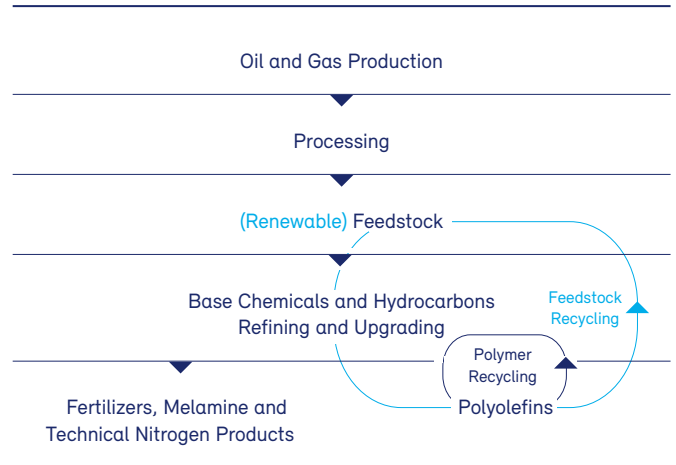 Oil and Gas Production
Processing
(Renewable) Feedstock
Base Chemicals and Hydrocarbons
Refining and Upgrading
Feedstock
Recycling
Polymer
Recycling
Fertilizers, Melamine and
Technical Nitrogen Products
Polyolefins